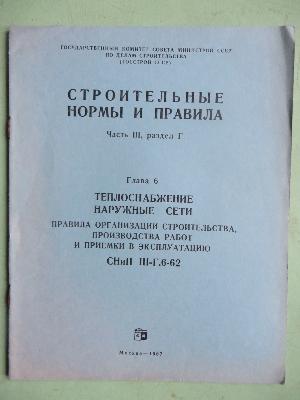 ГОСУДАРСТВЕННЫЙ КОМИТЕТ СОВЕТА МИНИСТРОВ СССР
ПО ДЕЛАМ СТРОИТЕЛЬСТВА
(ГОССТРОЙ СССР)
СТРОИТЕЛЬНЫЕ
НОРМЫ И ПРАВИЛА
Часть III, раздел Г
Глава 6
ТЕПЛОСНАБЖЕНИЕ
НАРУЖНЫЕ СЕТИ
ПРАВИЛА ОРГАНИЗАЦИИ СТРОИТЕЛЬСТВА,
ПРОИЗВОДСТВА РАБОТ
И ПРИЕМКИ В ЭКСПЛУАТАЦИЮ
СНиП III-Г.6-62
Москва—1967